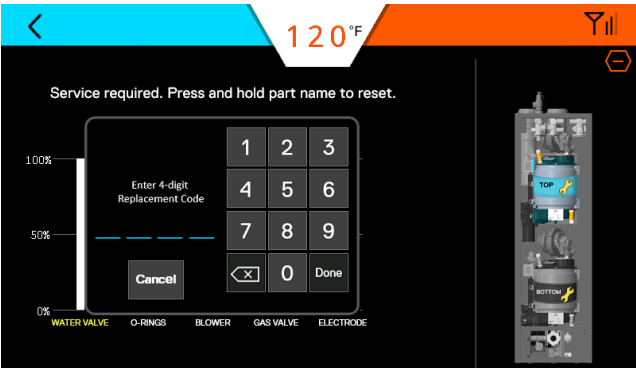 120°F
Service required. Press and hold part name to reset.
1 2 3
100%
Enter 4-digit
Replacement Code
4 5 6
TOP
50%
7 8 9
Cancel
0 Done
BOTTOM
0%
WATER VALVE O-RINGS BLOWER GAS VALVE ELECTRODE